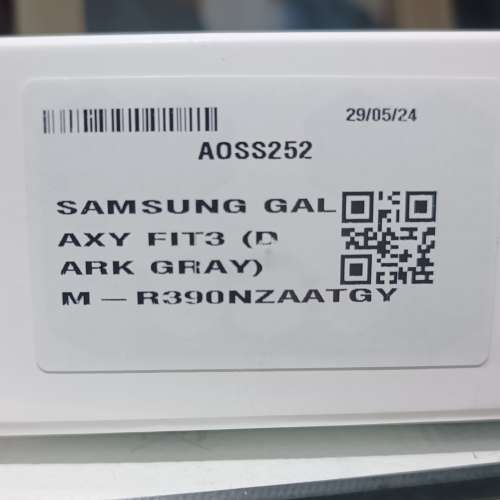 29/05/24
AOSS252
SAMSUNG GAL
AXY FIT3 (D
ARK GRAY)
M — R390NZAATGY